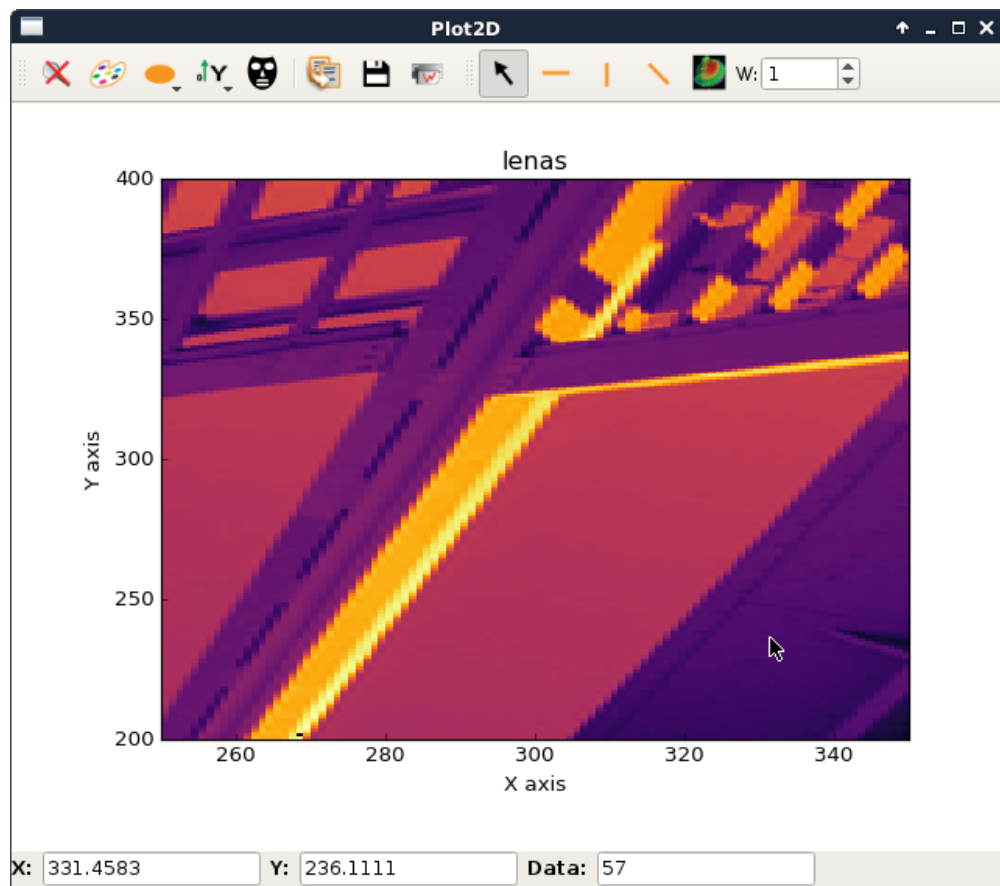 Plot2D
Y
W: 1
lenas
400
350
300
250
200
Y axis
260 280 300 320 340
X axis
X: 331.4583 Y: 236.1111 Data: 57